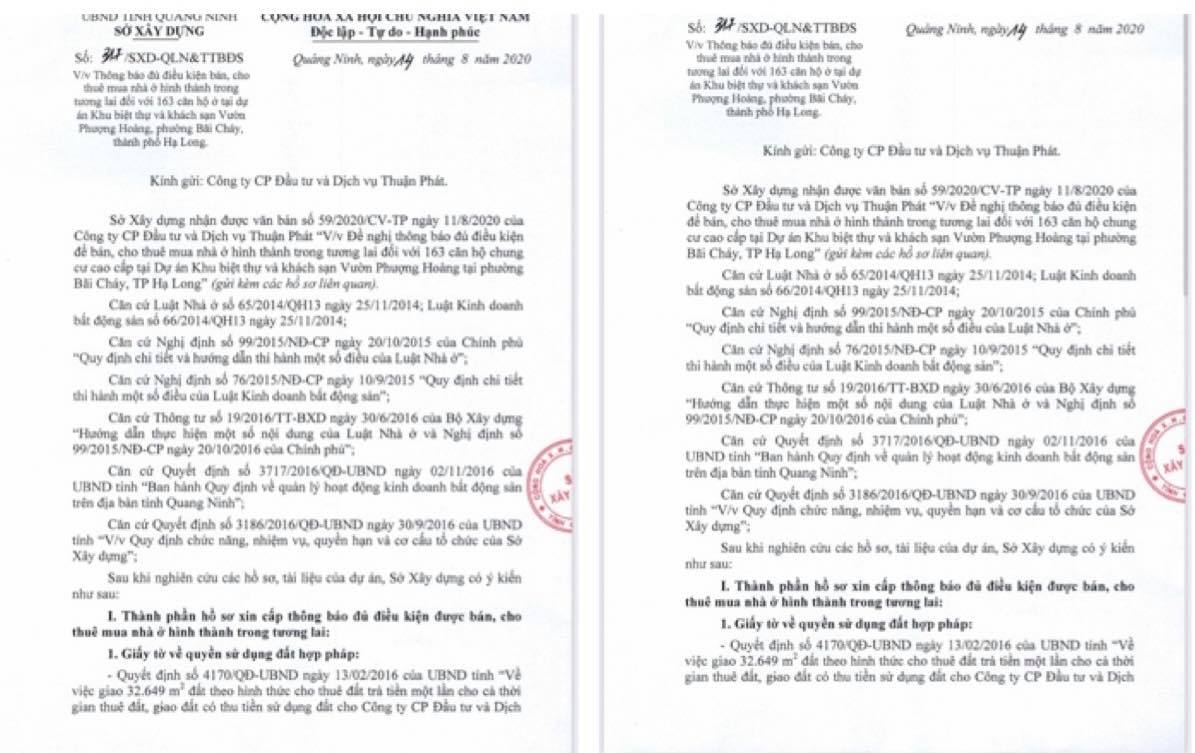 UBND TỈNH QUẢNG NINH
SỞ XÂY DỰNG
CỘNG HÒA XÃ HỘI CHỦ NGHĨA VIỆT NAM
Độc lập - Tự do - Hạnh phúc
Số: /SXD-QLN&TTBĐS
Quảng Ninh, ngày 14 tháng 8 năm 2020
V/v Thông báo đủ điều kiện bán, cho
thuê mua nhà ở hình thành trong
tương lai đối với 163 căn hộ ở tại dự
án Khu biệt thự và khách sạn Vườn
Phượng Hoàng, phường Bãi Cháy,
thành phố Hạ Long.
Kính gửi: Công ty CP Đầu tư và Dịch vụ Thuận Phát.
Sở Xây dựng nhận được văn bản số 59/2020/CV-TP ngày 11/8/2020 của
Công ty CP Đầu tư và Dịch vụ Thuận Phát “V/v Đề nghị thông báo đủ điều kiện
để bán, cho thuê mua nhà ở hình thành trong tương lai đối với 163 căn hộ chung
cư cao cấp tại Dự án Khu biệt thự và khách sạn Vườn Phượng Hoàng tại phường
Bãi Cháy, TP Hạ Long” (gửi kèm các hồ sơ liên quan).
Căn cứ Luật Nhà ở số 65/2014/QH13 ngày 25/11/2014; Luật Kinh doanh
bất động sản số 66/2014/QH13 ngày 25/11/2014;
Căn cứ Nghị định số 99/2015/NĐ-CP ngày 20/10/2015 của Chính phủ
“Quy định chi tiết và hướng dẫn thi hành một số điều của Luật Nhà ở”;
Căn cứ Nghị định số 76/2015/NĐ-CP ngày 10/9/2015 “Quy định chi tiết
thi hành một số điều của Luật Kinh doanh bất động sản”;
Căn cứ Thông tư số 19/2016/TT-BXD ngày 30/6/2016 của Bộ Xây dựng
“Hướng dẫn thực hiện một số nội dung của Luật Nhà ở và Nghị định số
99/2015/NĐ-CP ngày 20/10/2016 của Chính phủ”;
Căn cứ Quyết định số 3717/2016/QĐ-UBND ngày 02/11/2016 của
UBND tỉnh “Ban hành Quy định về quản lý hoạt động kinh doanh bất động sản
trên địa bàn tỉnh Quang Ninh”;
Căn cứ Quyết định số 3186/2016/QĐ-UBND ngày 30/9/2016 của UBND
tỉnh “V/v Quy định chức năng, nhiệm vụ, quyền hạn và cơ cấu tổ chức của Sở
Xây dựng”;
Sau khi nghiên cứu các hồ sơ, tài liệu của dự án, Sở Xây dựng có ý kiến
như sau:
I. Thành phần hồ sơ xin cấp thông báo đủ điều kiện được bán, cho
thuê mua nhà ở hình thành trong tương lai:
1. Giấy tờ về quyền sử dụng đất hợp pháp:
- Quyết định số 4170/QĐ-UBND ngày 13/02/2016 của UBND tỉnh “Về
việc giao 32.649 m² đất theo hình thức cho thuê đất trả tiền một lần cho cả thời
gian thuê đất, giao đất có thu tiền sử dụng đất cho Công ty CP Đầu tư và Dịch
XÂY
Số: /SXD-QLN&TTBĐS
Quảng Ninh, ngày 14 tháng 8 năm 2020
V/v Thông báo đủ điều kiện bán, cho
thuê mua nhà ở hình thành trong
tương lai đối với 163 căn hộ ở tại dự
án Khu biệt thự và khách sạn Vườn
Phượng Hoàng, phường Bãi Cháy,
thành phố Hạ Long.
Kính gửi: Công ty CP Đầu tư và Dịch vụ Thuận Phát.
Sở Xây dựng nhận được văn bản số 59/2020/CV-TP ngày 11/8/2020 của
Công ty CP Đầu tư và Dịch vụ Thuận Phát “V/v Đề nghị thông báo đủ điều kiện
để bán, cho thuê mua nhà ở hình thành trong tương lai đối với 163 căn hộ chung
cư cao cấp tại Dự án Khu biệt thự và khách sạn Vườn Phượng Hoàng tại phường
Bãi Cháy, TP Hạ Long” (gửi kèm các hồ sơ liên quan).
Căn cứ Luật Nhà ở số 65/2014/QH13 ngày 25/11/2014; Luật Kinh doanh
bất động sản số 66/2014/QH13 ngày 25/11/2014;
Căn cứ Nghị định số 99/2015/NĐ-CP ngày 20/10/2015 của Chính phủ
“Quy định chi tiết và hướng dẫn thi hành một số điều của Luật Nhà ở”;
Căn cứ Nghị định số 76/2015/NĐ-CP ngày 10/9/2015 “Quy định chi tiết
thi hành một số điều của Luật Kinh doanh bất động sản”;
Căn cứ Thông tư số 19/2016/TT-BXD ngày 30/6/2016 của Bộ Xây dựng
“Hướng dẫn thực hiện một số nội dung của Luật Nhà ở và Nghị định số
99/2015/NĐ-CP ngày 20/10/2016 của Chính phủ”;
Căn cứ Quyết định số 3717/2016/QĐ-UBND ngày 02/11/2016 của
UBND tỉnh “Ban hành Quy định về quản lý hoạt động kinh doanh bất động sản
trên địa bàn tỉnh Quang Ninh”;
Căn cứ Quyết định số 3186/2016/QĐ-UBND ngày 30/9/2016 của UBND
tỉnh “V/v Quy định chức năng, nhiệm vụ, quyền hạn và cơ cấu tổ chức của Sở
Xây dựng”;
Sau khi nghiên cứu các hồ sơ, tài liệu của dự án, Sở Xây dựng có ý kiến
như sau:
I. Thành phần hồ sơ xin cấp thông báo đủ điều kiện được bán, cho
thuê mua nhà ở hình thành trong tương lai:
1. Giấy tờ về quyền sử dụng đất hợp pháp:
- Quyết định số 4170/QĐ-UBND ngày 13/02/2016 của UBND tỉnh “Về
việc giao 32.649 m² đất theo hình thức cho thuê đất trả tiền một lần cho cả thời
gian thuê đất, giao đất có thu tiền sử dụng đất cho Công ty CP Đầu tư và Dịch
XÂY